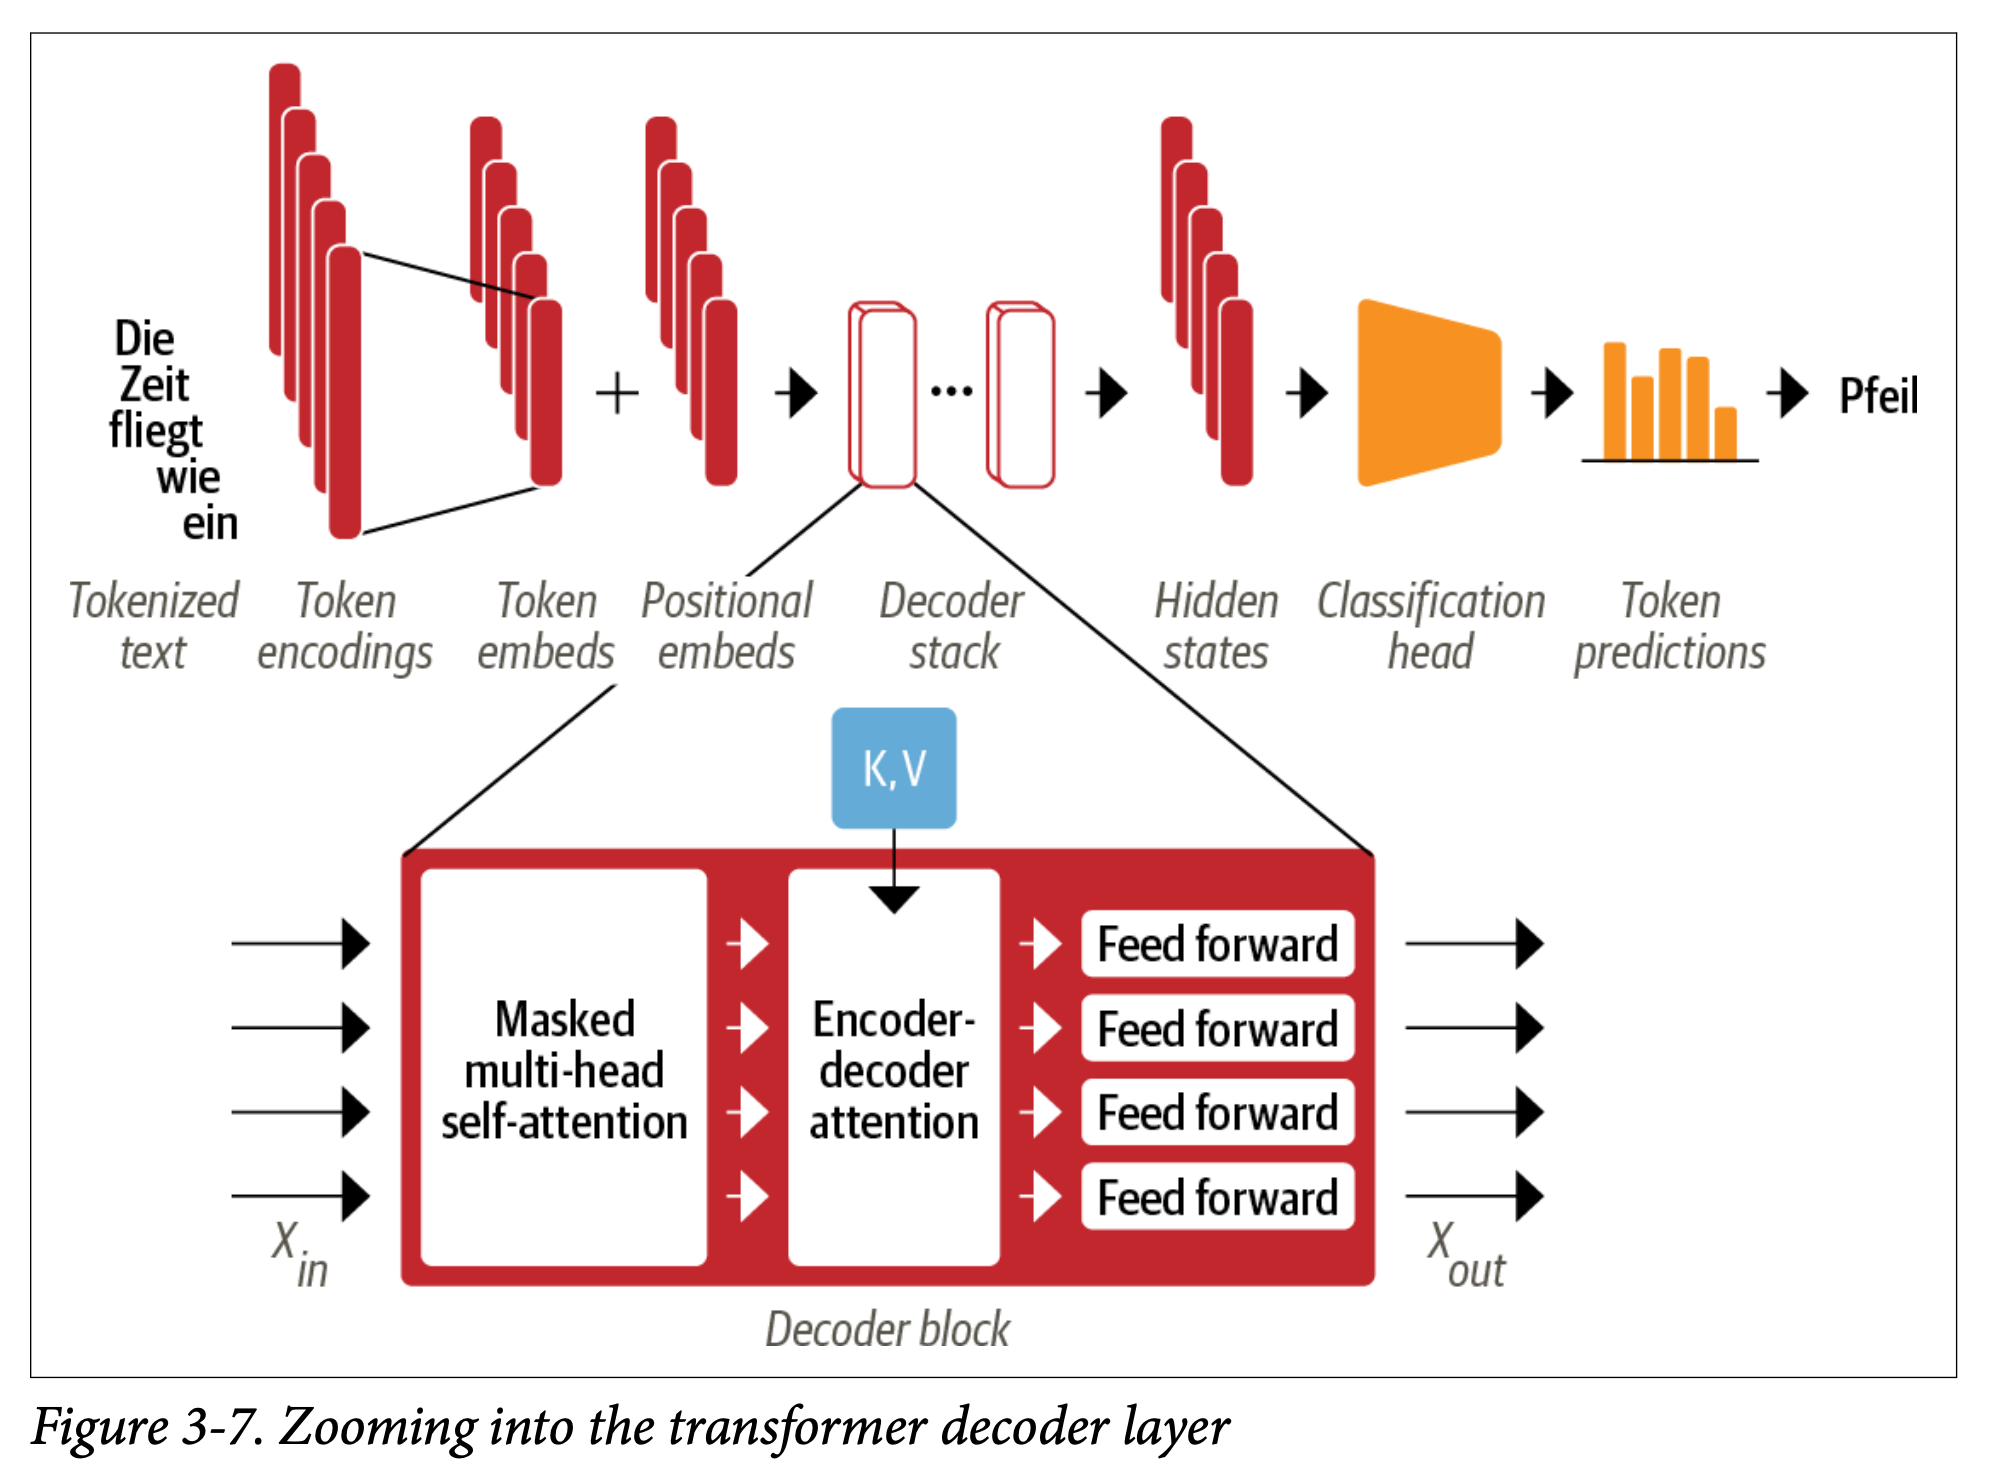 Die
Zeit
fliegt
wie
ein
Pfeil
Tokenized
text
Token
encodings
Token
embeds
Positional
embeds
Decoder
stack
Hidden
states
Classification
head
Token
predictions
K, V
Masked
multi-head
self-attention
Encoder-
decoder
attention
Feed forward
Feed forward
Feed forward
Feed forward
X in
X out
Decoder block
Figure 3-7. Zooming into the transformer decoder layer